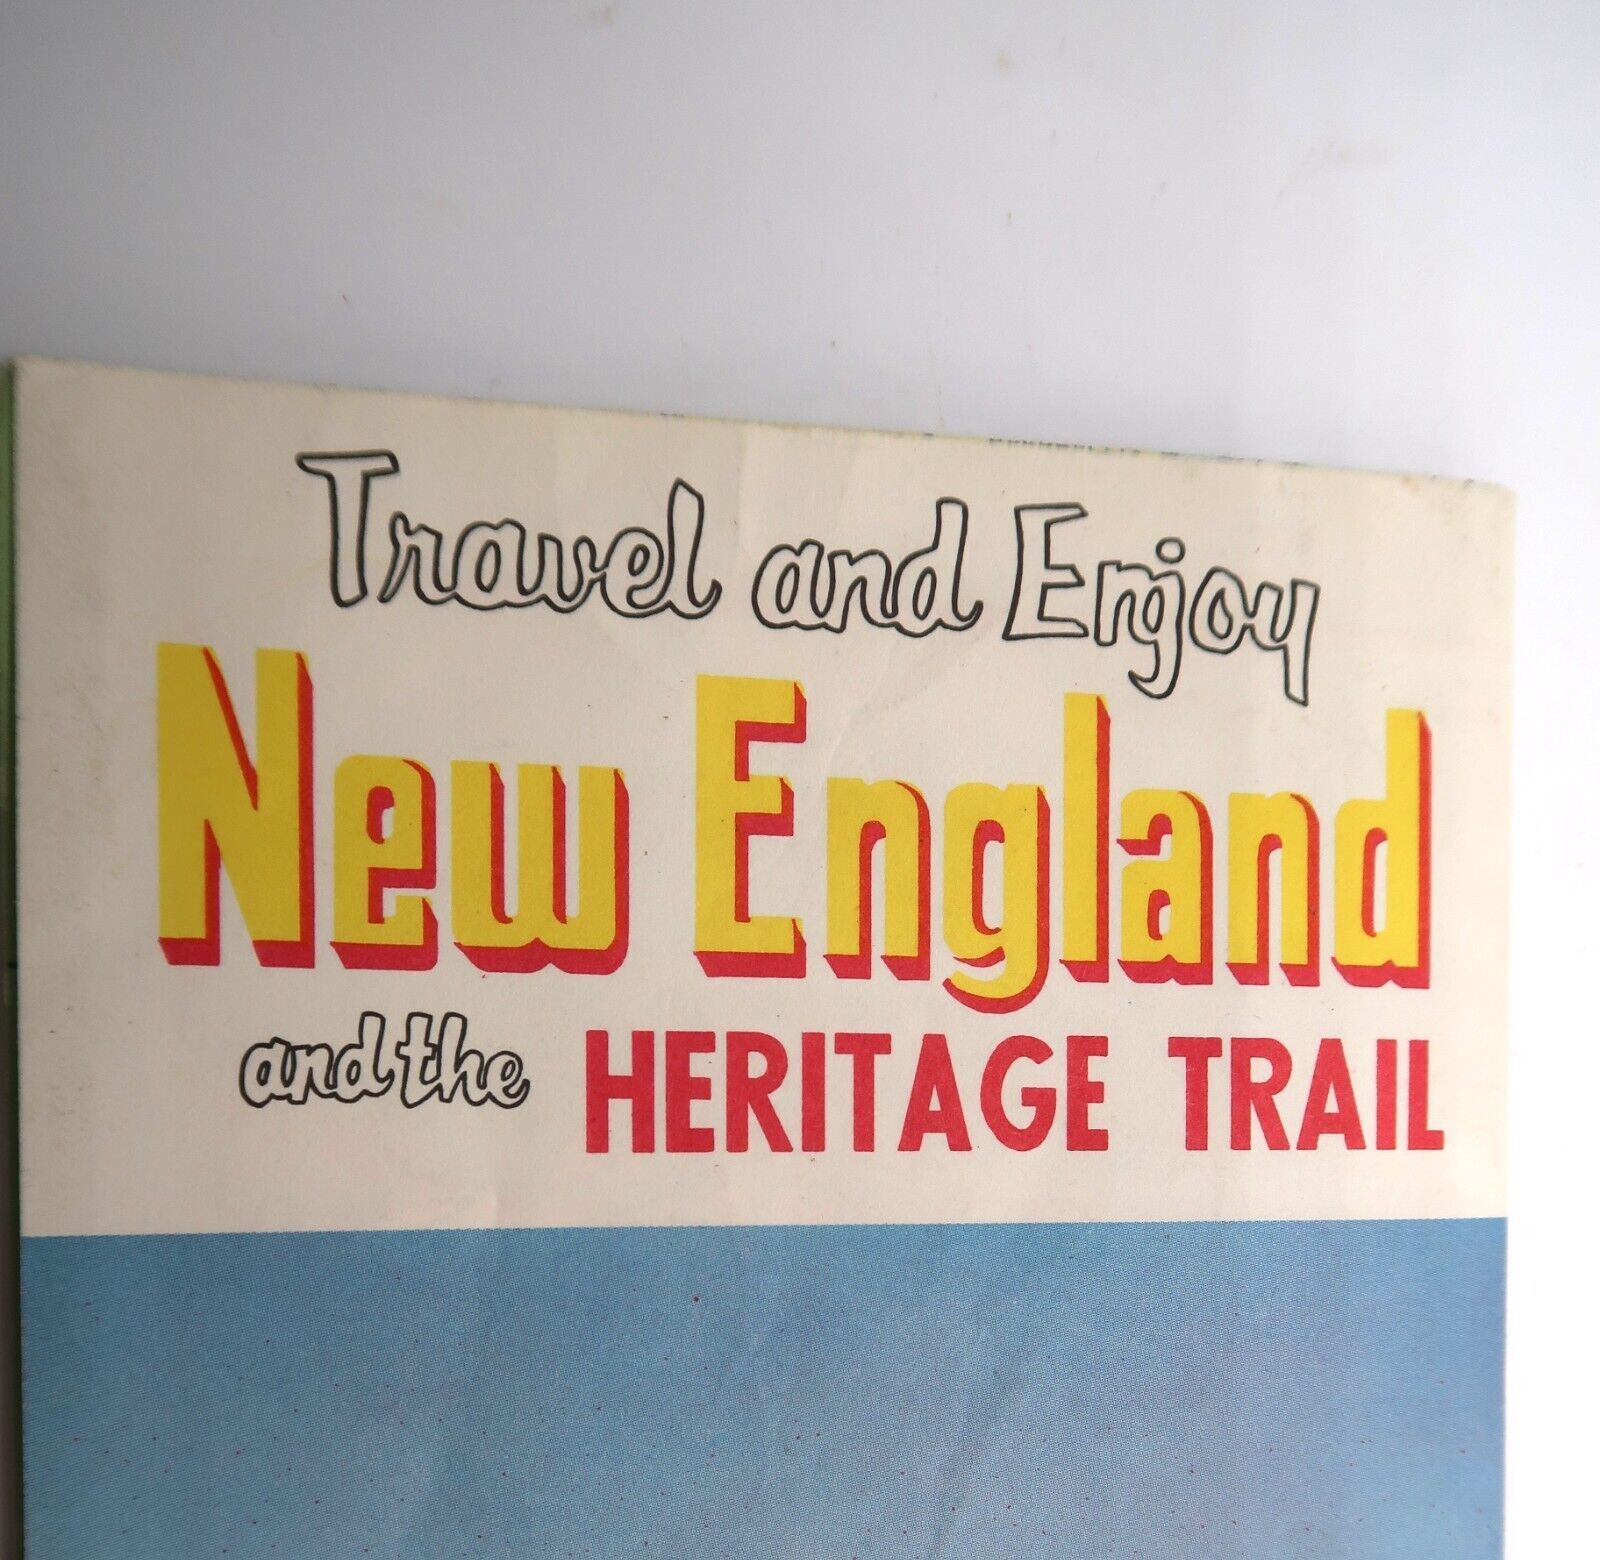 Travel and Enjoy
New England
and the HERITAGE TRAIL